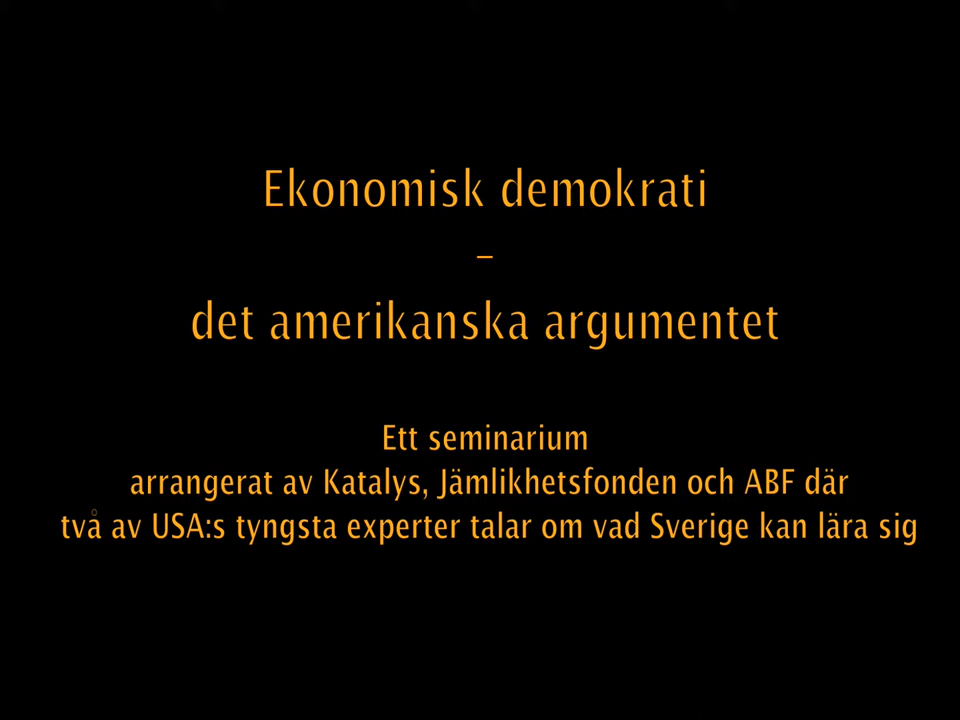 Ekonomisk demokrati
–
det amerikanska argumentet
Ett seminarium
arrangerat av Katalys, Jämlikhetsfonden och ABF där
två av USA:s tyngsta experter talar om vad Sverige kan lära sig